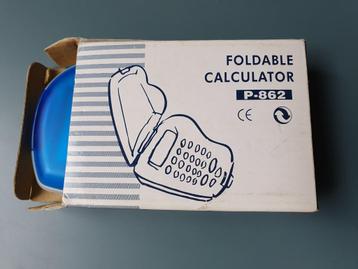 FOLDABLE
CALCULATOR
P-862
CE